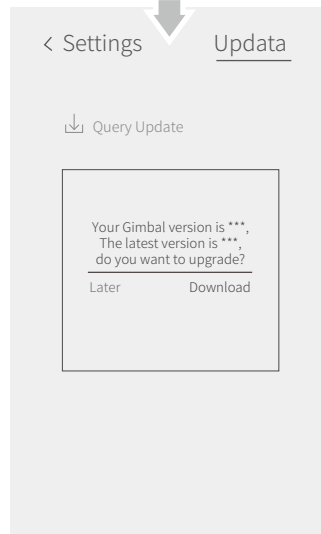 < Settings Updata
Query Update
Your Gimbal version is ***,
The latest version is ***,
do you want to upgrade?
Later Download